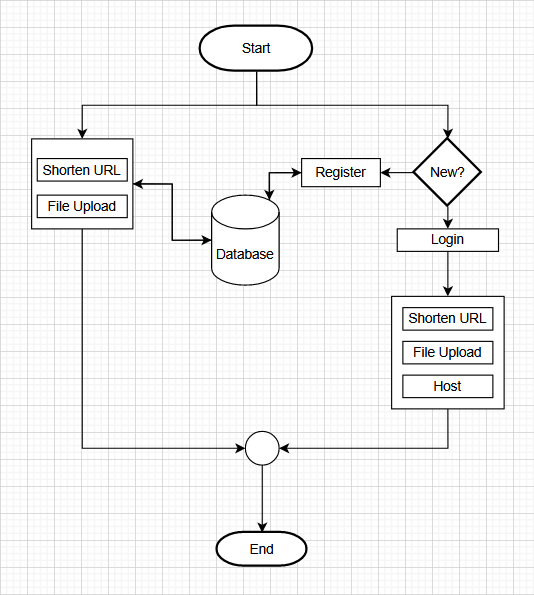 Start
Shorten URL
File Upload
Database
Register
New?
Login
Shorten URL
File Upload
Host
End